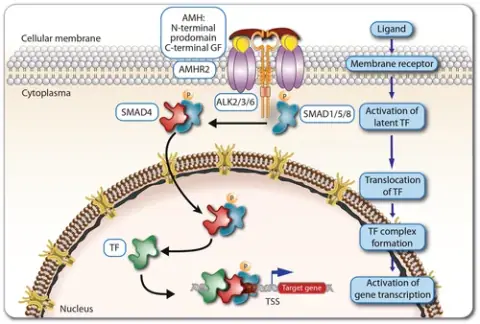 Cellular membrane
Cytoplasma
AMH:
N-terminal
prodomain
C-terminal GF
AMHR2
ALK2/3/6
P
SMAD4
P
SMAD1/5/8
P
TF
P
TSS
Target gene
Nucleus
Ligand
Membrane receptor
Activation of
latent TF
Translocation
of TF
TF complex
formation
Activation of
gene transcription